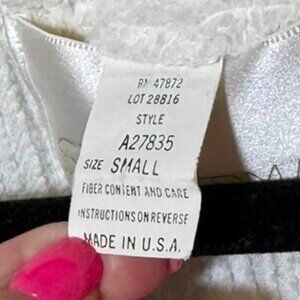 RN 47872
LOT 28816
STYLE
A27835
SIZE SMALL
FIBER CONTENT AND CARE
INSTRUCTIONS ON REVERSE
MADE IN U.S.A.